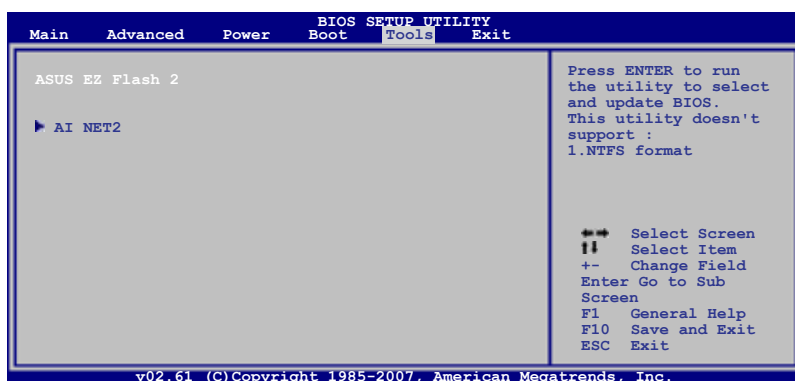 BIOS SETUP UTILITY
Main Advanced Power Boot Tools Exit
ASUS EZ Flash 2
AI NET2
Press ENTER to run
the utility to select
and update BIOS.
This utility doesn't
support :
1.NTFS format
Select Screen
Select Item
+- Change Field
Enter Go to Sub
Screen
F1 General Help
F10 Save and Exit
ESC Exit
v02.61 (C)Copyright 1985-2007, American Megatrends, Inc.